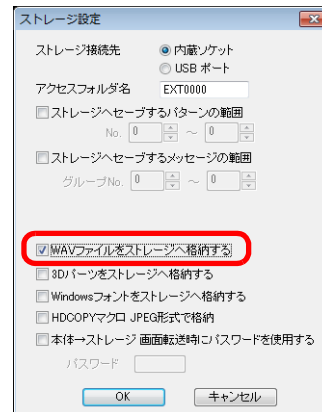 ストレージ設定
ストレージ接続先 内蔵ソケット
USB ポート
アクセスフォルダ名 EXT0000
ストレージへセーブするパターンの範囲
No. 0 ～ 0
ストレージへセーブするメッセージの範囲
グループNo. 0 ～ 0
WAVファイルをストレージへ格納する
3Dパーツをストレージへ格納する
Windowsフォントをストレージへ格納する
HDCOPYマクロ JPEG形式で格納
本体→ストレージ 画面転送時にパスワードを使用する
パスワード
OK キャンセル